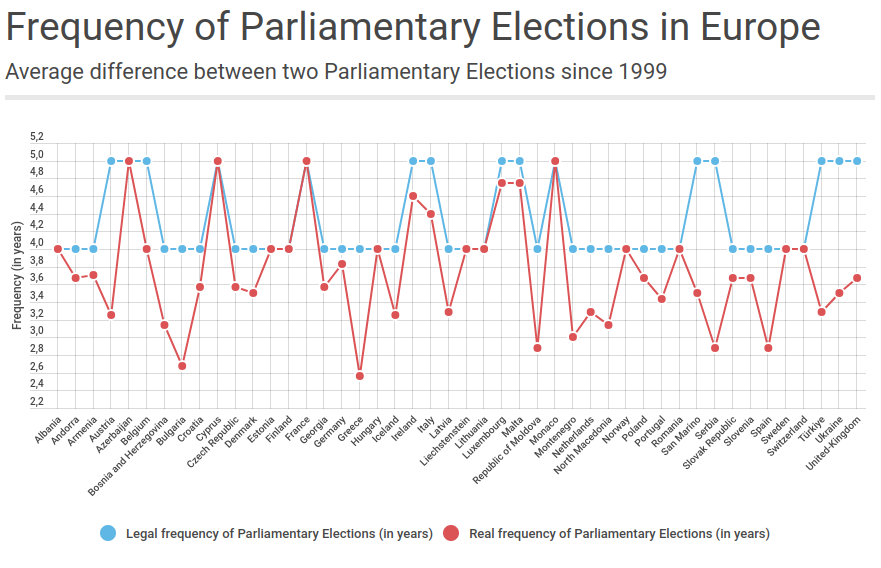 Frequency of Parliamentary Elections in Europe
Average difference between two Parliamentary Elections since 1999
Frequency (in years)
5,2
5,0
4,8
4,6
4,4
4,2
4,0
3,8
3,6
3,4
3,2
3,0
2,8
2,6
2,4
2,2
Albania
Andorra
Armenia
Austria
Azerbaijan
Belgium
Bosnia and Herzegovina
Bulgaria
Croatia
Cyprus
Czech Republic
Denmark
Estonia
Finland
France
Georgia
Germany
Greece
Hungary
Iceland
Ireland
Italy
Latvia
Liechstenstein
Lithuania
Luxembourg
Malta
Republic of Moldova
Monaco
Montenegro
Netherlands
North Macedonia
Norway
Poland
Portugal
Romania
San Marino
Serbia
Slovak Republic
Slovenia
Spain
Sweden
Switzerland
Türkiye
Ukraine
United-Kingdom
Legal frequency of Parliamentary Elections (in years)
Real frequency of Parliamentary Elections (in years)